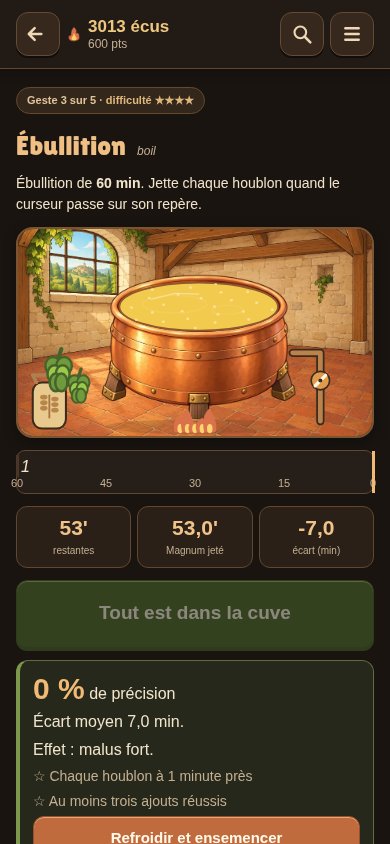 3013 écus
600 pts
Geste 3 sur 5 · difficulté ★★★★
Ébullition boil
Ébullition de 60 min. Jette chaque houblon quand le
curseur passe sur son repère.
1
60 45 30 15 0
53' 53,0' -7,0
restantes Magnum jeté écart (min)
Tout est dans la cuve
0 % de précision
Écart moyen 7,0 min.
Effet : malus fort.
☆ Chaque houblon à 1 minute près
☆ Au moins trois ajouts réussis
Refroidir et ensemencer